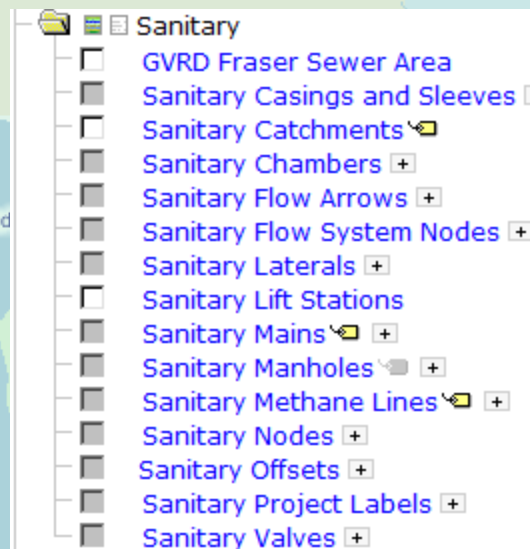 Sanitary
GVRD Fraser Sewer Area
Sanitary Casings and Sleeves
Sanitary Catchments
Sanitary Chambers +
Sanitary Flow Arrows +
Sanitary Flow System Nodes +
Sanitary Laterals +
Sanitary Lift Stations
Sanitary Mains +
Sanitary Manholes +
Sanitary Methane Lines +
Sanitary Nodes +
Sanitary Offsets +
Sanitary Project Labels +
Sanitary Valves +